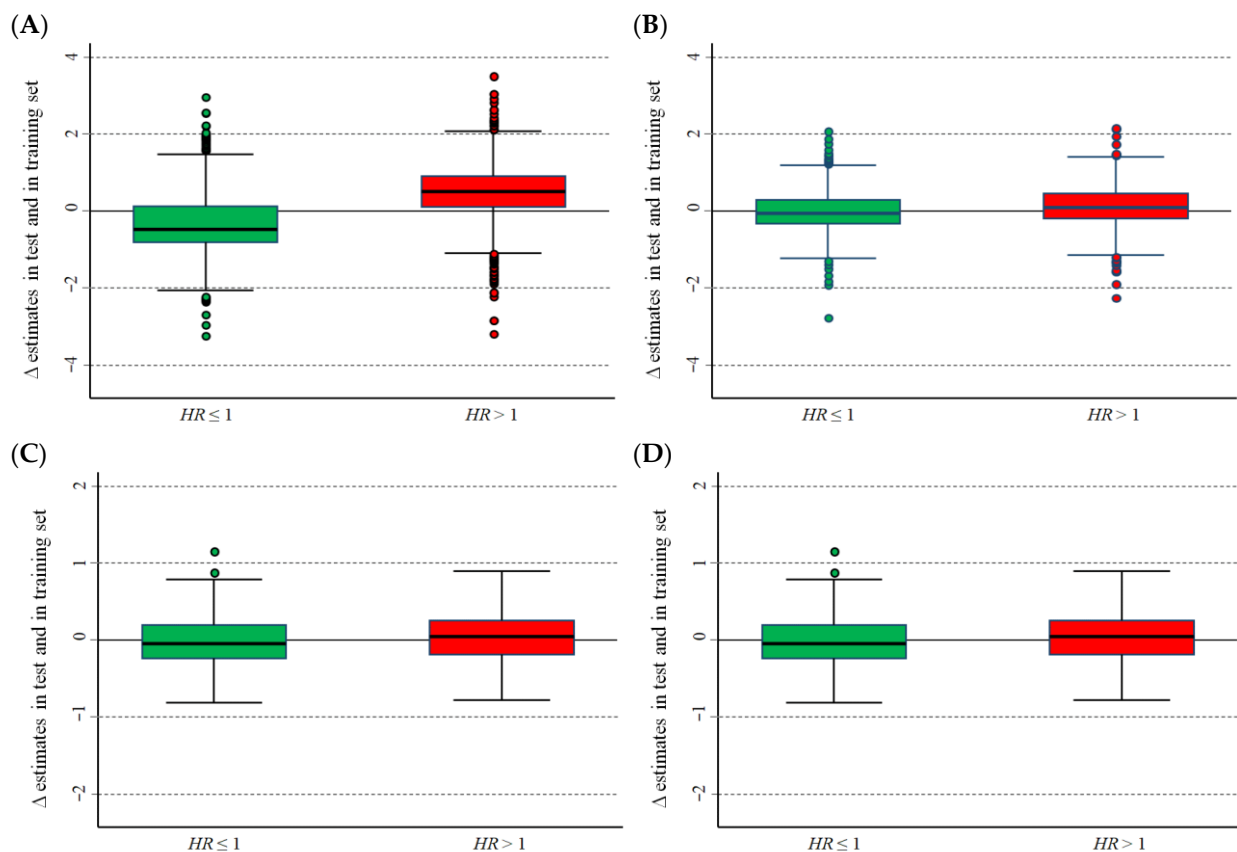 (A)
Δ estimates in test and in training set
4
2
0
−2
−4
HR ≤ 1
HR > 1
(B)
Δ estimates in test and in training set
4
2
0
−2
−4
HR ≤ 1
HR > 1
(C)
Δ estimates in test and in training set
2
1
0
−1
−2
HR ≤ 1
HR > 1
(D)
Δ estimates in test and in training set
2
1
0
−1
−2
HR ≤ 1
HR > 1